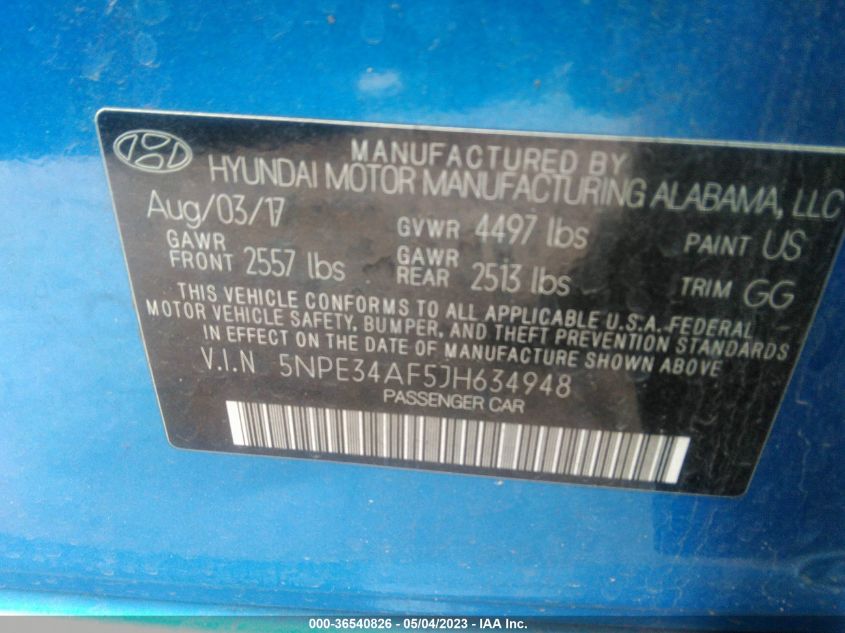 MANUFACTURED BY
HYUNDAI MOTOR MANUFACTURING ALABAMA, LLC
Aug/03/17 GVWR 4497 lbs PAINT US
GAWR FRONT 2557 lbs GAWR REAR 2513 lbs TRIM GG
THIS VEHICLE CONFORMS TO ALL APPLICABLE U.S.A. FEDERAL
MOTOR VEHICLE SAFETY, BUMPER, AND THEFT PREVENTION STANDARDS
IN EFFECT ON THE DATE OF MANUFACTURE SHOWN ABOVE
V.I.N 5NPE34AF5JH634948
PASSENGER CAR
000-36540826 - 05/04/2023 - IAA Inc.